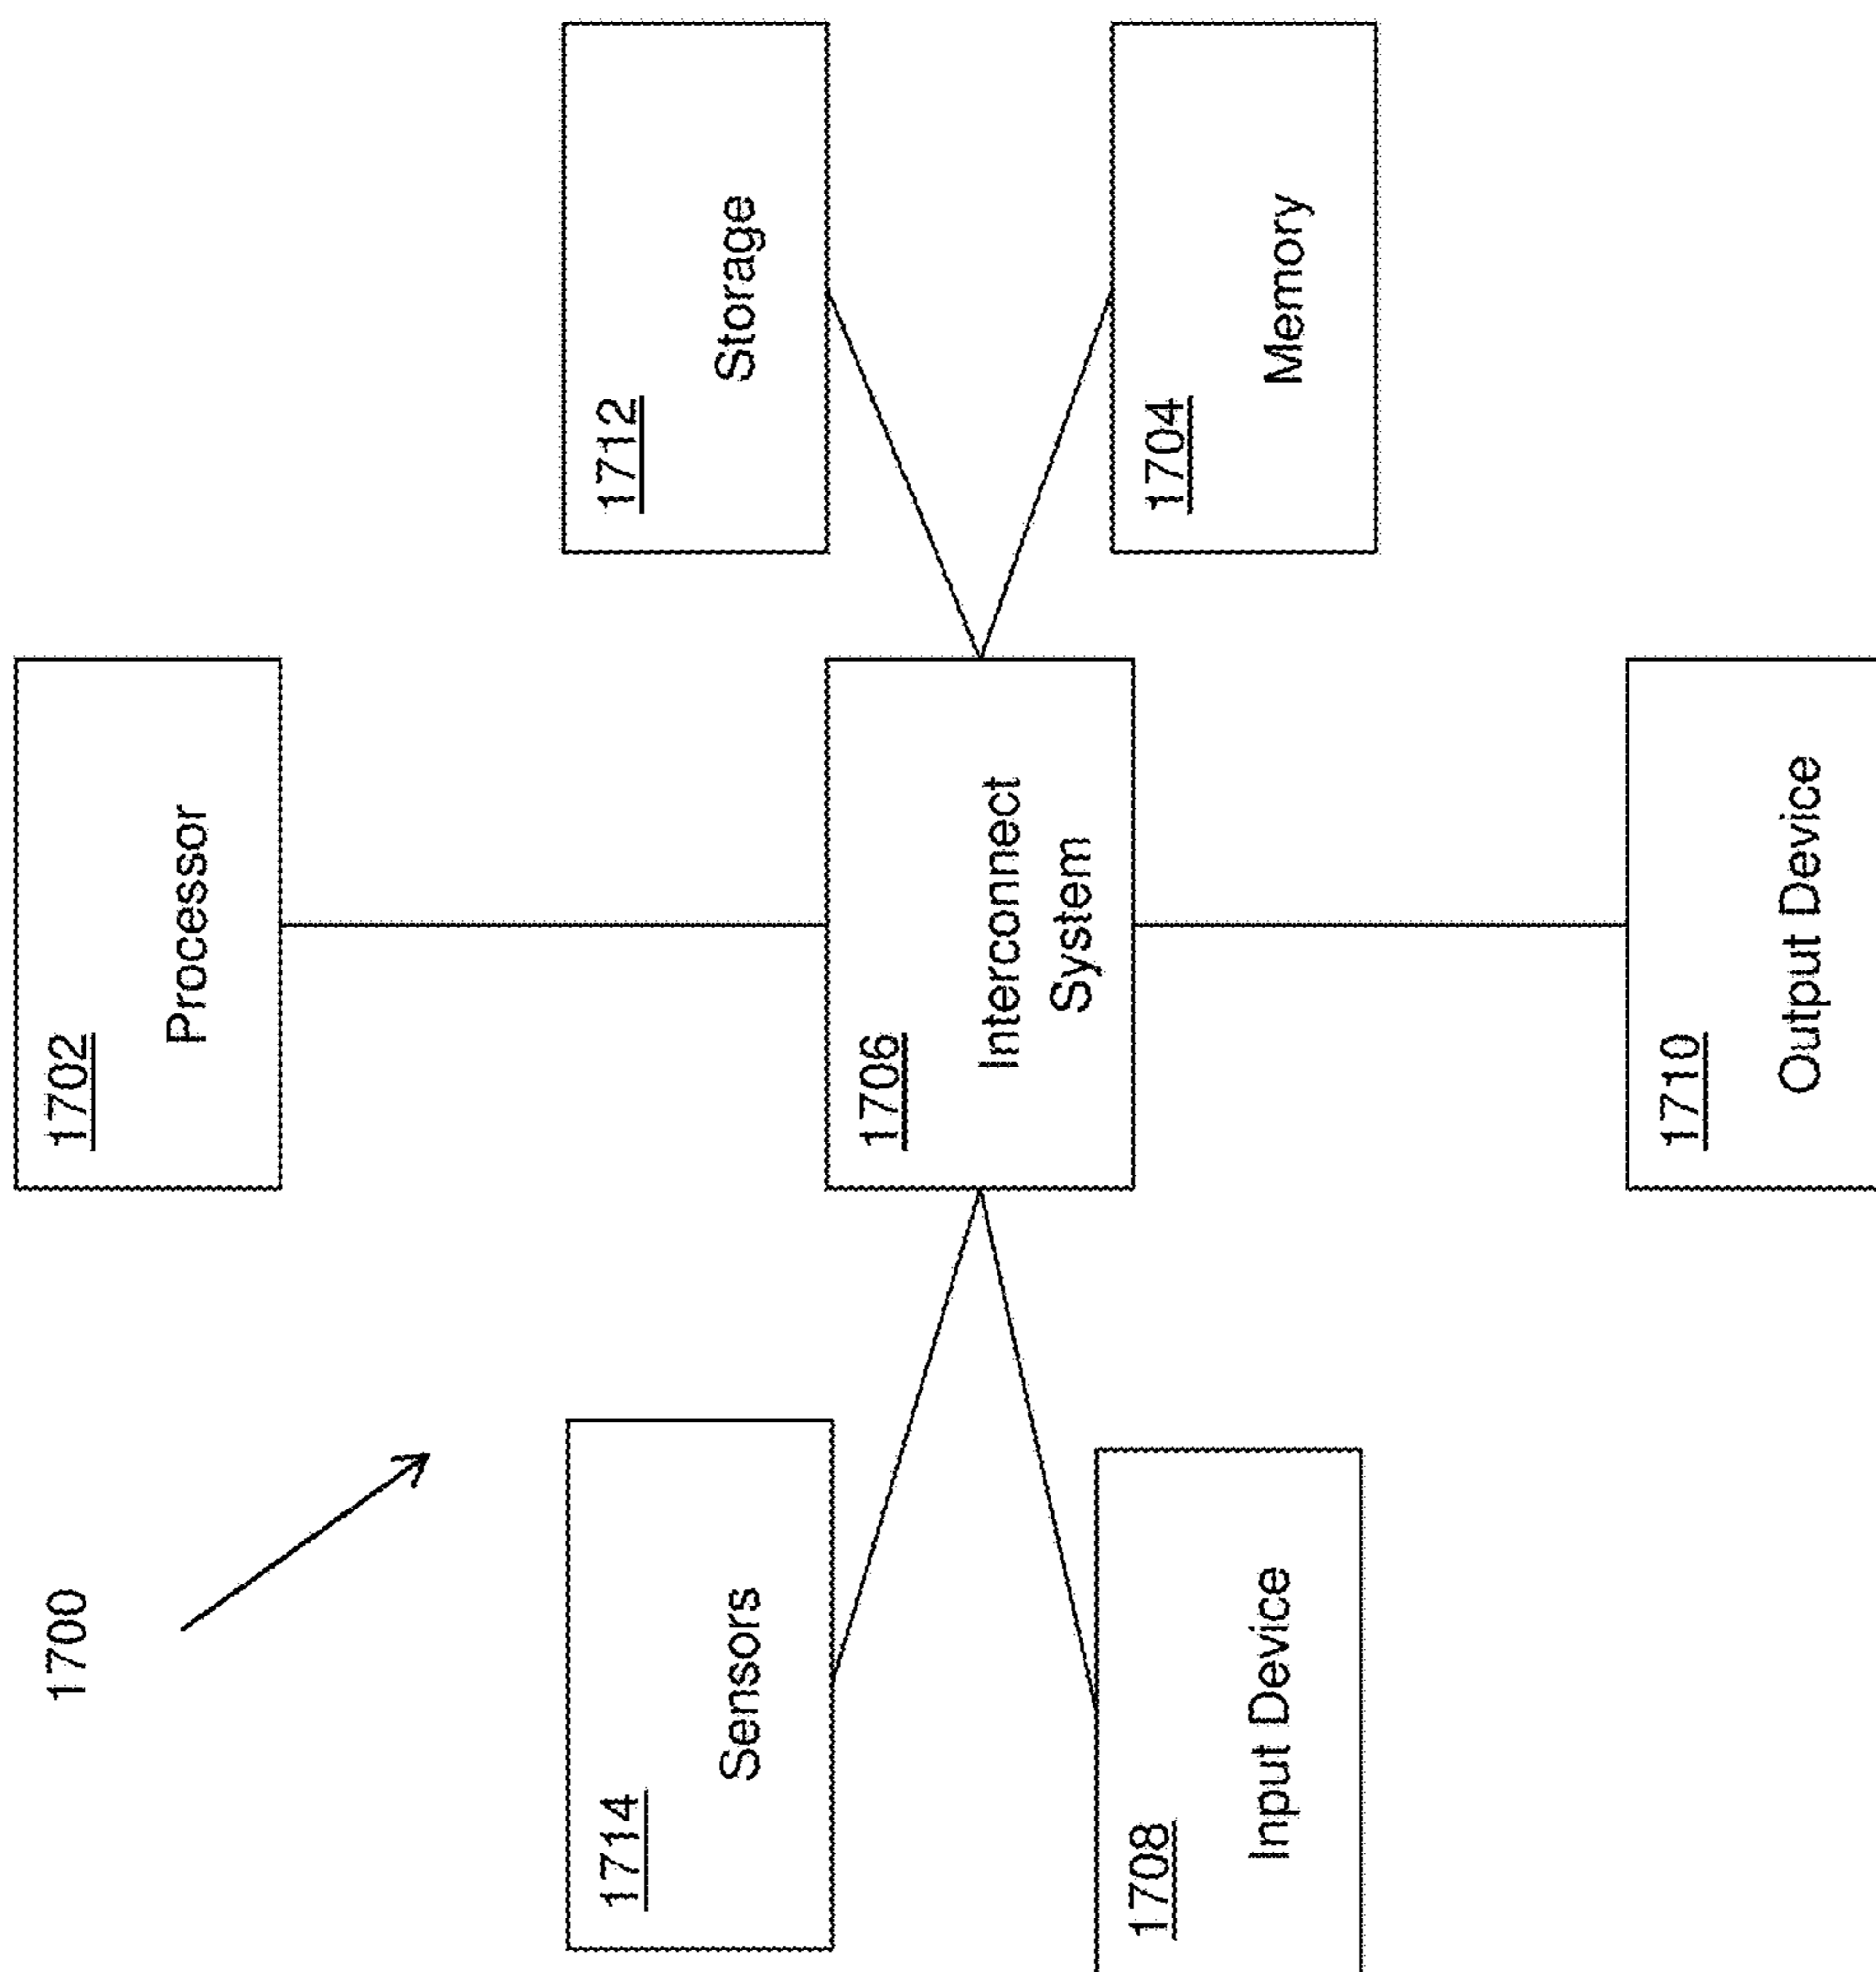 1700
1702
Processor
1714
Sensors
1712
Storage
1706
Interconnect
System
1708
Input Device
1704
Memory
1710
Output Device